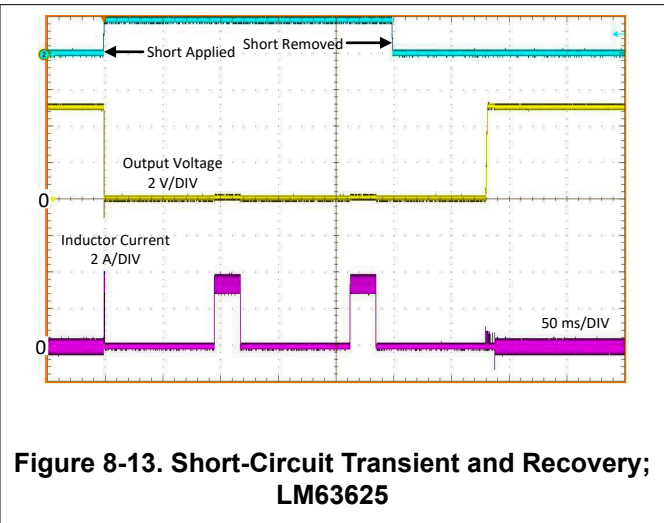 2
Short Applied
Short Removed
Output Voltage
2 V/DIV
0
Inductor Current
2 A/DIV
50 ms/DIV
0
Figure 8-13. Short-Circuit Transient and Recovery;
LM63625